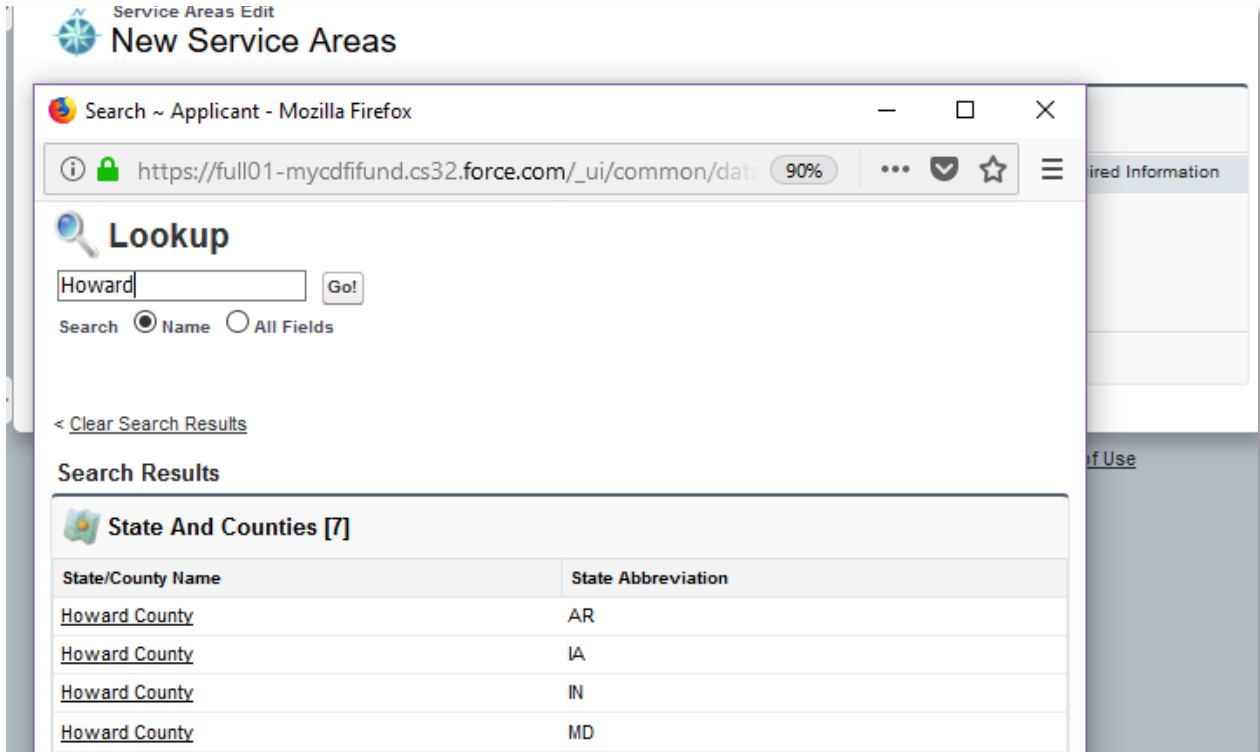 Service Areas Edit
New Service Areas
Search ~ Applicant - Mozilla Firefox
https://full01-mycdfifund.cs32.force.com/_ui/common/data 90%
ired Information
Lookup
Howard Go!
Search Name All Fields
< Clear Search Results
of Use
Search Results
State And Counties [7]
State/County Name State Abbreviation
Howard County AR
Howard County IA
Howard County IN
Howard County MD